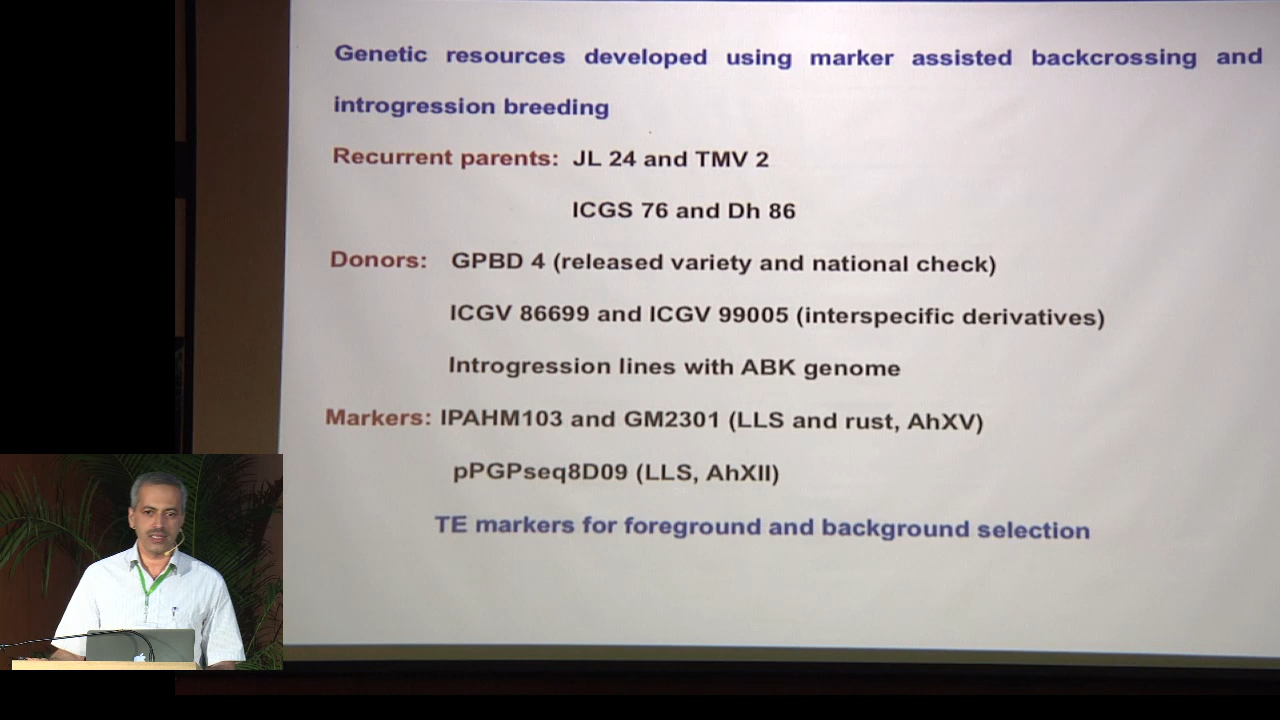 Genetic resources developed using marker assisted backcrossing and
introgression breeding
Recurrent parents: JL 24 and TMV 2
ICGS 76 and Dh 86
Donors: GPBD 4 (released variety and national check)
ICGV 86699 and ICGV 99005 (interspecific derivatives)
Introgression lines with ABK genome
Markers: IPAHM103 and GM2301 (LLS and rust, AhXV)
pPGPseq8D09 (LLS, AhXII)
TE markers for foreground and background selection